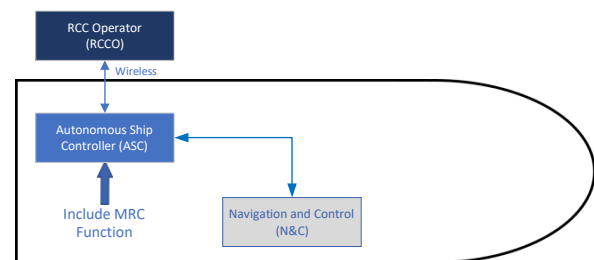 RCC Operator
(RCCO)
Wireless
Autonomous Ship
Controller (ASC)
Include MRC
Function
Navigation and Control
(N&C)